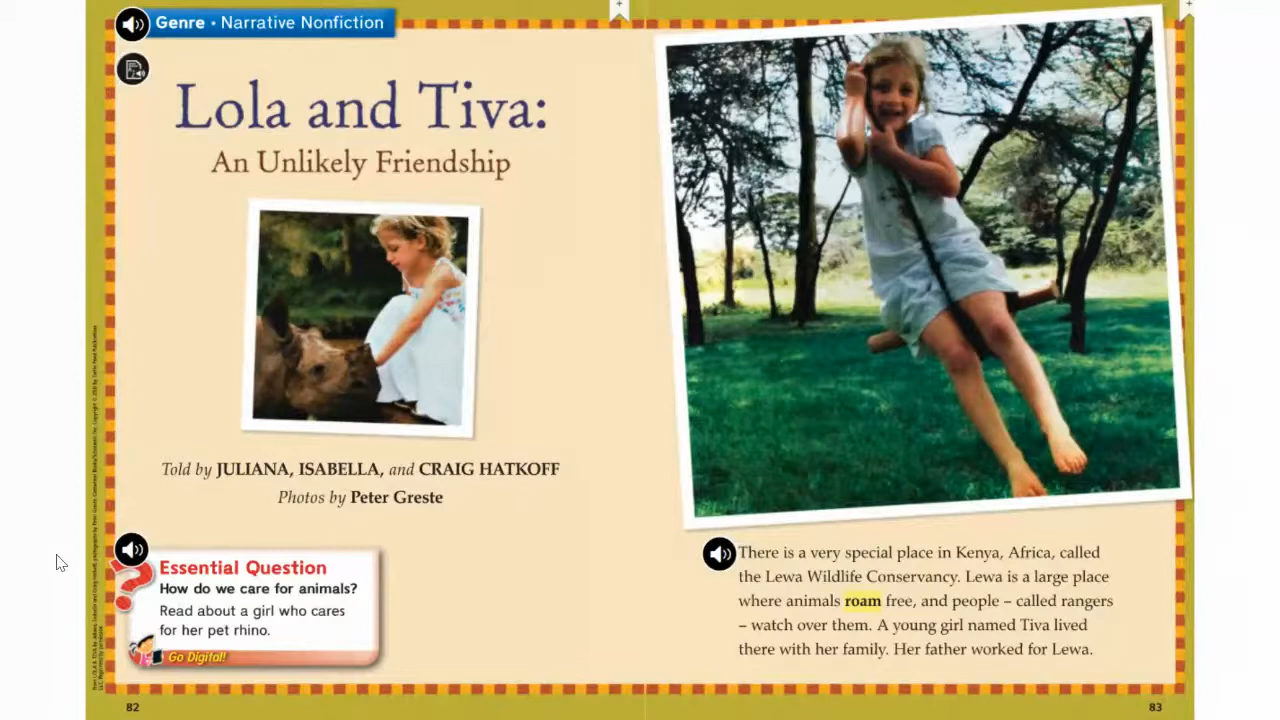 Genre • Narrative Nonfiction
Lola and Tiva:
An Unlikely Friendship
Told by JULIANA, ISABELLA, and CRAIG HATKOFF
Photos by Peter Greste
Essential Question
How do we care for animals?
Read about a girl who cares
for her pet rhino.
Go Digital!
82
There is a very special place in Kenya, Africa, called
the Lewa Wildlife Conservancy. Lewa is a large place
where animals roam free, and people – called rangers
– watch over them. A young girl named Tiva lived
there with her family. Her father worked for Lewa.
83